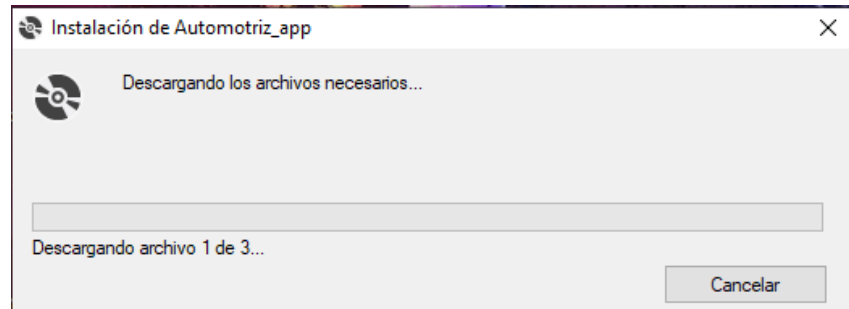 Instalación de Automotriz_app
Descargando los archivos necesarios...
Descargando archivo 1 de 3...
Cancelar